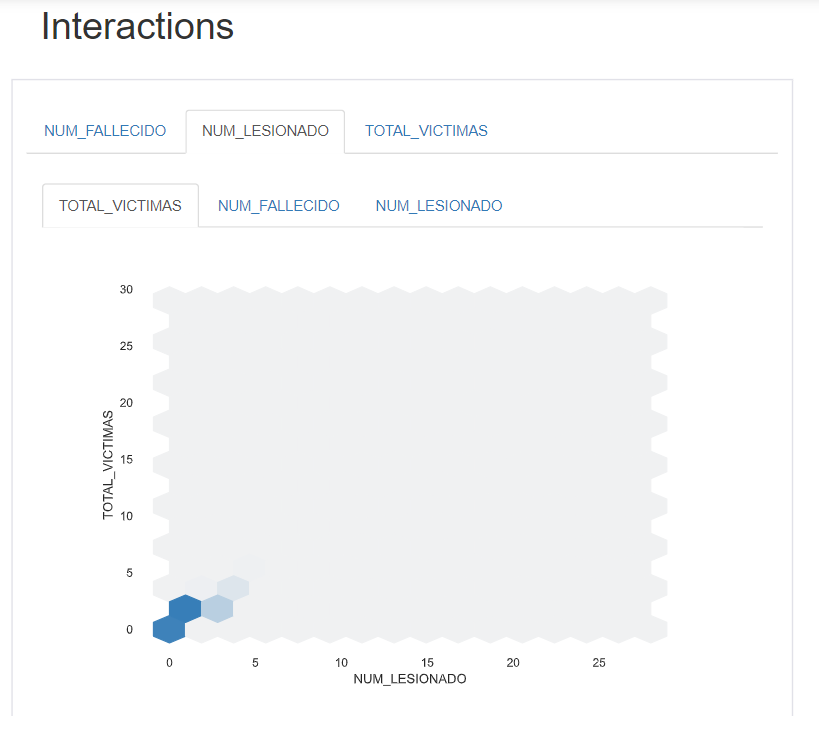 Interactions
NUM_FALLECIDO NUM_LESIONADO TOTAL_VICTIMAS
TOTAL_VICTIMAS NUM_FALLECIDO NUM_LESIONADO
30
25
20
15
10
5
0
TOTAL_VICTIMAS
0 5 10 15 20 25
NUM_LESIONADO